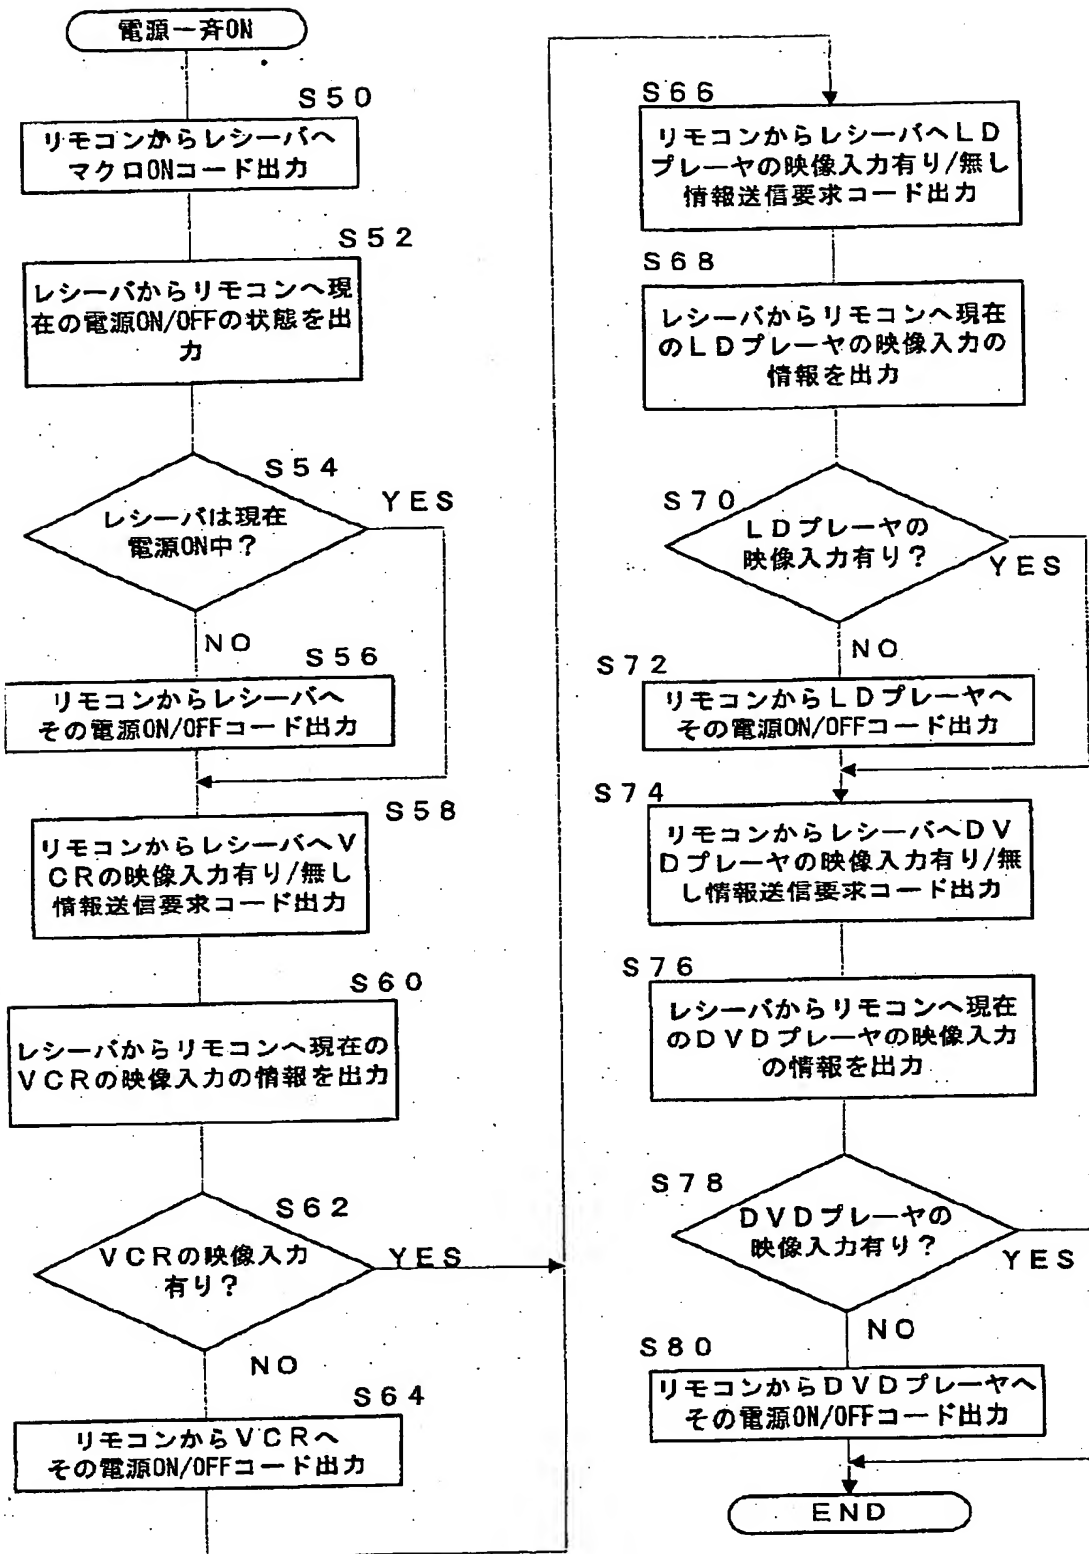 電源一斉ON
S50
リモコンからレシーバへ
マクロONコード出力
S52
レシーバからリモコンへ現
在の電源ON/OFFの状態を出
力
S54
レシーバは現在
電源ON中?
YES
NO
S56
リモコンからレシーバへ
その電源ON/OFFコード出力
S58
リモコンからレシーバへV
CRの映像入力有り/無し
情報送信要求コード出力
S60
レシーバからリモコンへ現在の
VCRの映像入力の情報を出力
S62
VCRの映像入力
有り?
YES
NO
S64
リモコンからVCRへ
その電源ON/OFFコード出力
S66
リモコンからレシーバへLD
プレーヤの映像入力有り/無し
情報送信要求コード出力
S68
レシーバからリモコンへ現在
のLDプレーヤの映像入力の
情報を出力
S70
LDプレーヤの
映像入力有り?
YES
NO
S72
リモコンからLDプレーヤへ
その電源ON/OFFコード出力
S74
リモコンからレシーバへDV
Dプレーヤの映像入力有り/無
し情報送信要求コード出力
S76
レシーバからリモコンへ現在
のDVDプレーヤの映像入力
の情報を出力
S78
DVDプレーヤの
映像入力有り?
YES
NO
S80
リモコンからDVDプレーヤへ
その電源ON/OFFコード出力
END